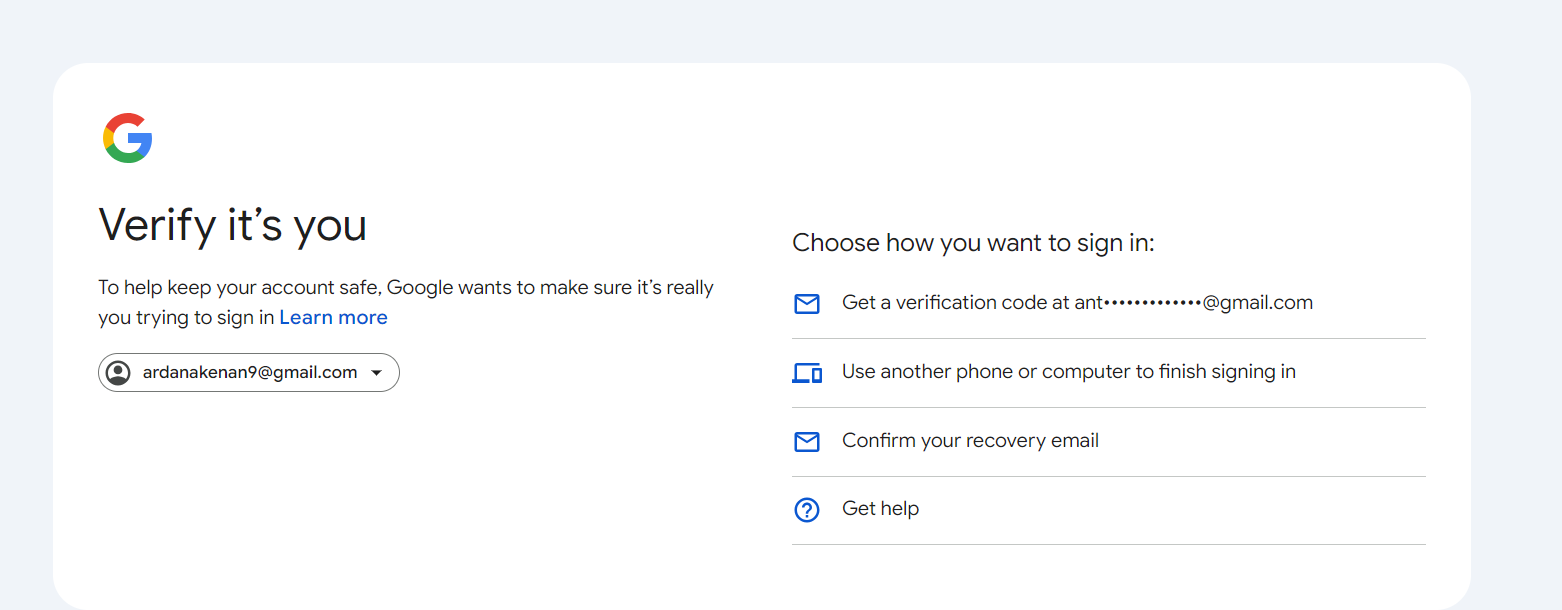 Verify it’s you
To help keep your account safe, Google wants to make sure it’s really
you trying to sign in Learn more
ardanakenan9@gmail.com
Choose how you want to sign in:
Get a verification code at ant•••••••••••••@gmail.com
Use another phone or computer to finish signing in
Confirm your recovery email
Get help